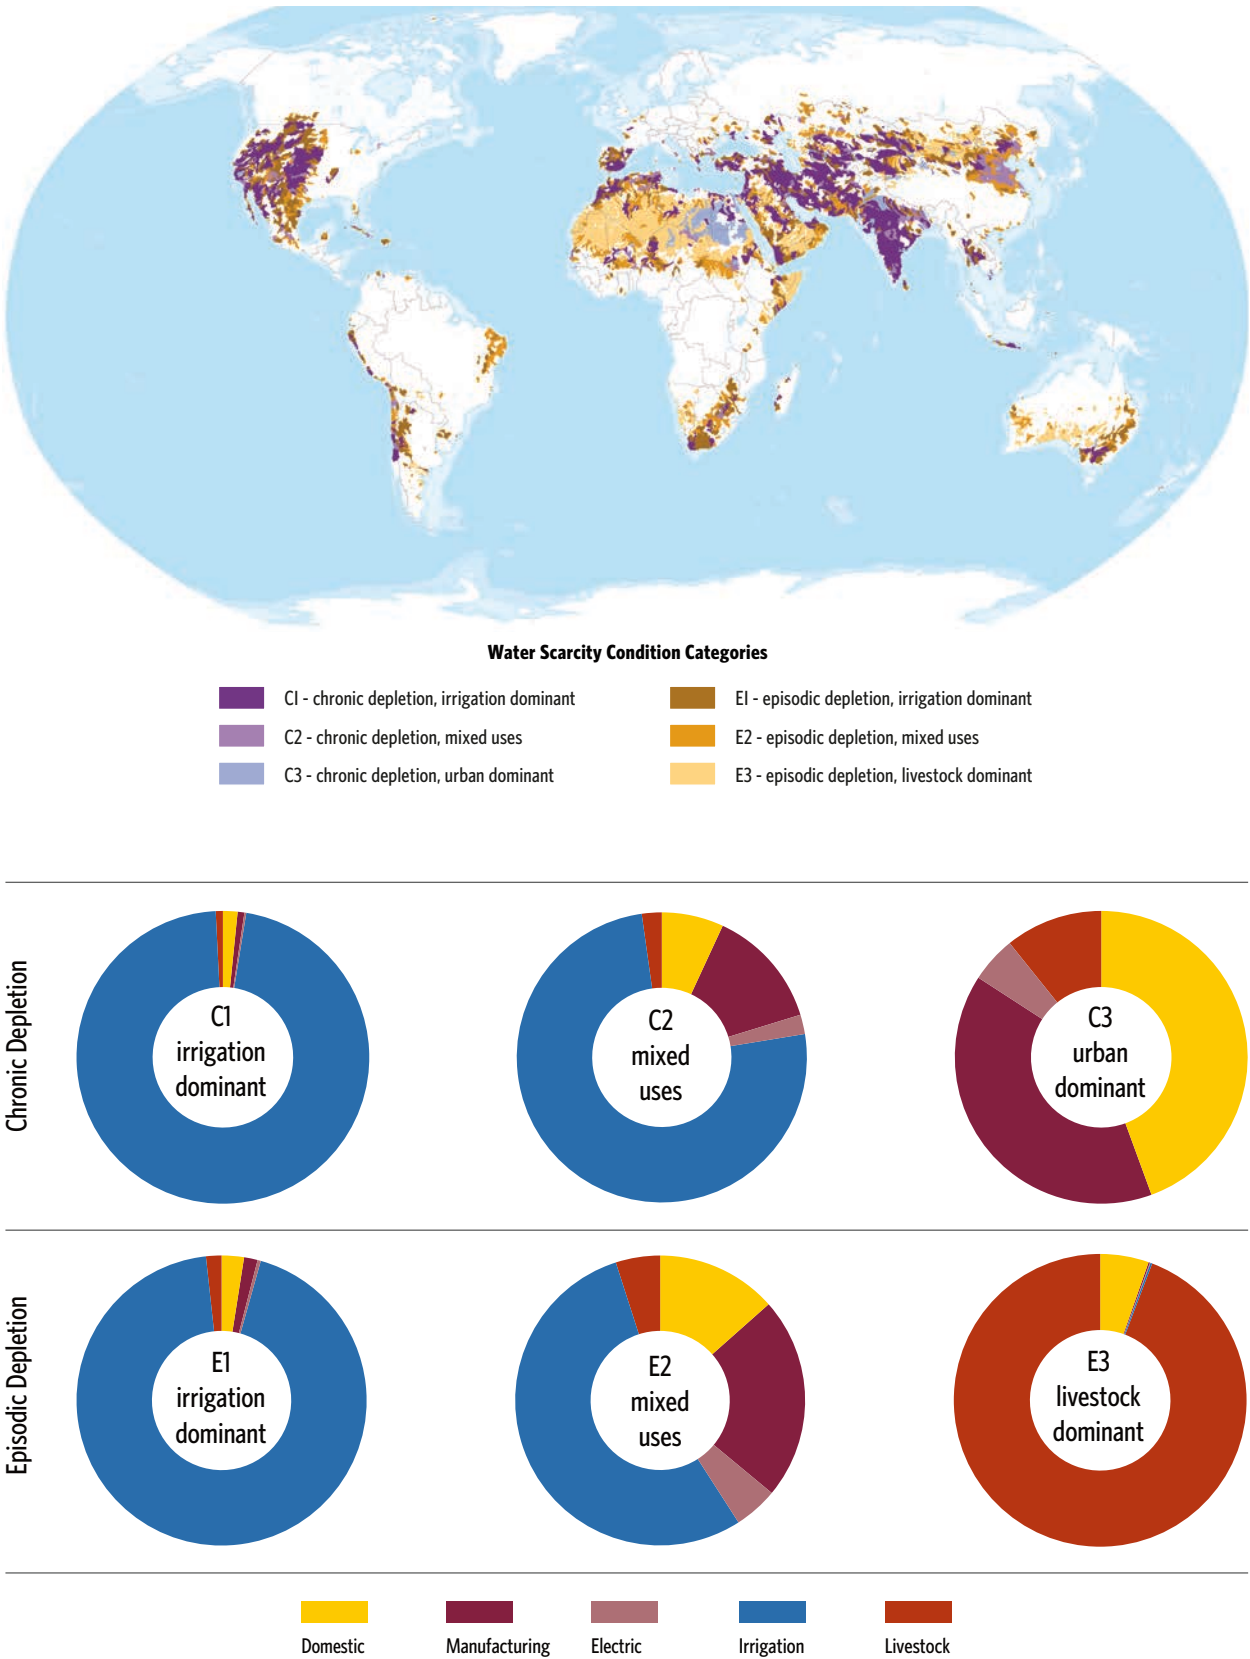 Water Scarcity Condition Categories
C1 - chronic depletion, irrigation dominant
E1 - episodic depletion, irrigation dominant
C2 - chronic depletion, mixed uses
E2 - episodic depletion, mixed uses
C3 - chronic depletion, urban dominant
E3 - episodic depletion, livestock dominant
Chronic Depletion
C1
irrigation
dominant
C2
mixed
uses
C3
urban
dominant
Episodic Depletion
E1
irrigation
dominant
E2
mixed
uses
E3
livestock
dominant
Domestic
Manufacturing
Electric
Irrigation
Livestock